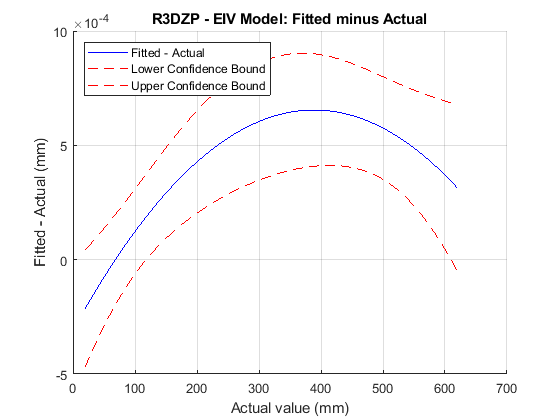 R3DZP - EIV Model: Fitted minus Actual
×10⁻⁴
Fitted - Actual
Lower Confidence Bound
Upper Confidence Bound
10
5
0
-5
Fitted - Actual (mm)
0 100 200 300 400 500 600 700
Actual value (mm)